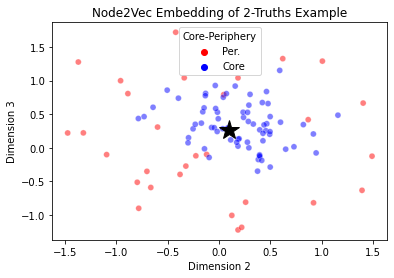 Node2Vec Embedding of 2-Truths Example
Core-Periphery
Per.
Core
Dimension 3
1.5
1.0
0.5
0.0
−0.5
−1.0
−1.5
−1.0
−0.5
0.0
0.5
1.0
1.5
Dimension 2